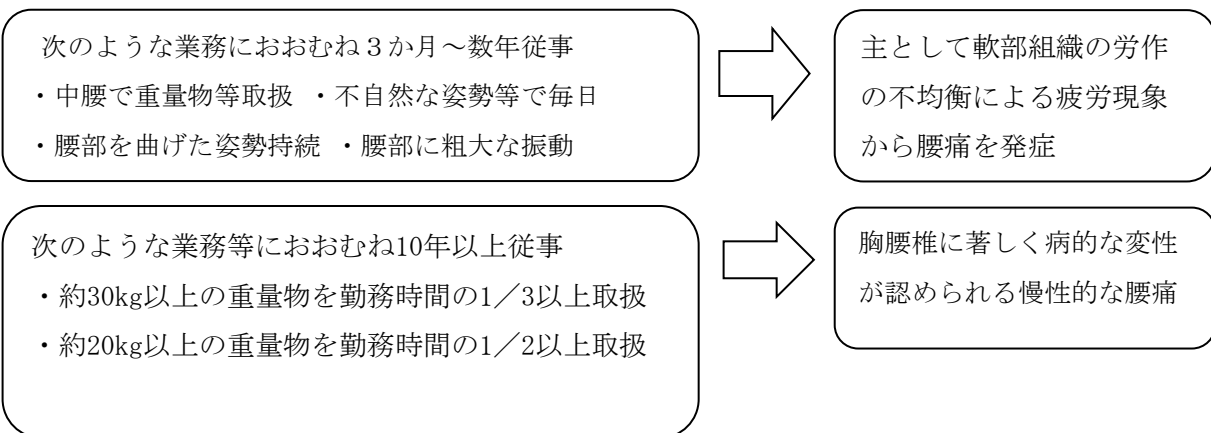 次のような業務におおむね３か月～数年従事
・中腰で重量物等取扱 ・不自然な姿勢等で毎日
・腰部を曲げた姿勢持続 ・腰部に粗大な振動
主として軟部組織の労作
の不均衡による疲労現象
から腰痛を発症
次のような業務等におおむね10年以上従事
・約30kg以上の重量物を勤務時間の1／3以上取扱
・約20kg以上の重量物を勤務時間の1／2以上取扱
胸腰椎に著しく病的な変性
が認められる慢性的な腰痛